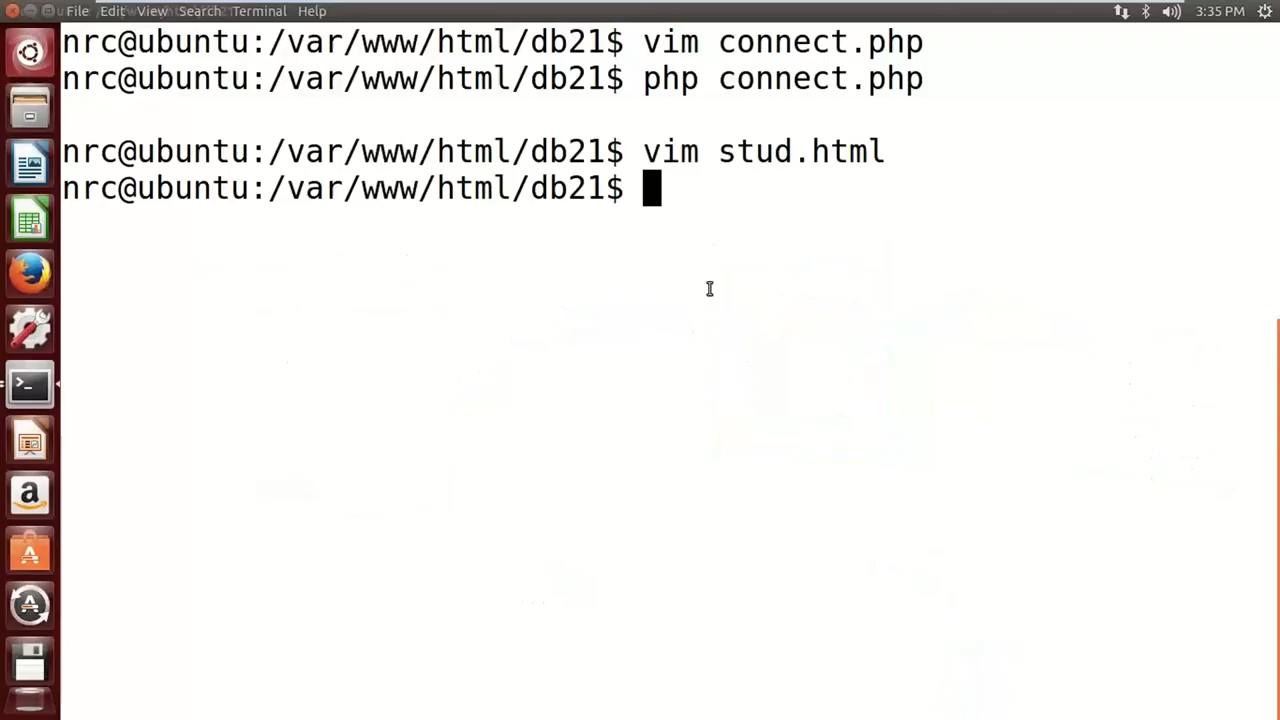 File Edit View Search Terminal Help 3:35 PM
nrc@ubuntu:/var/www/html/db21$ vim connect.php
nrc@ubuntu:/var/www/html/db21$ php connect.php
nrc@ubuntu:/var/www/html/db21$ vim stud.html
nrc@ubuntu:/var/www/html/db21$